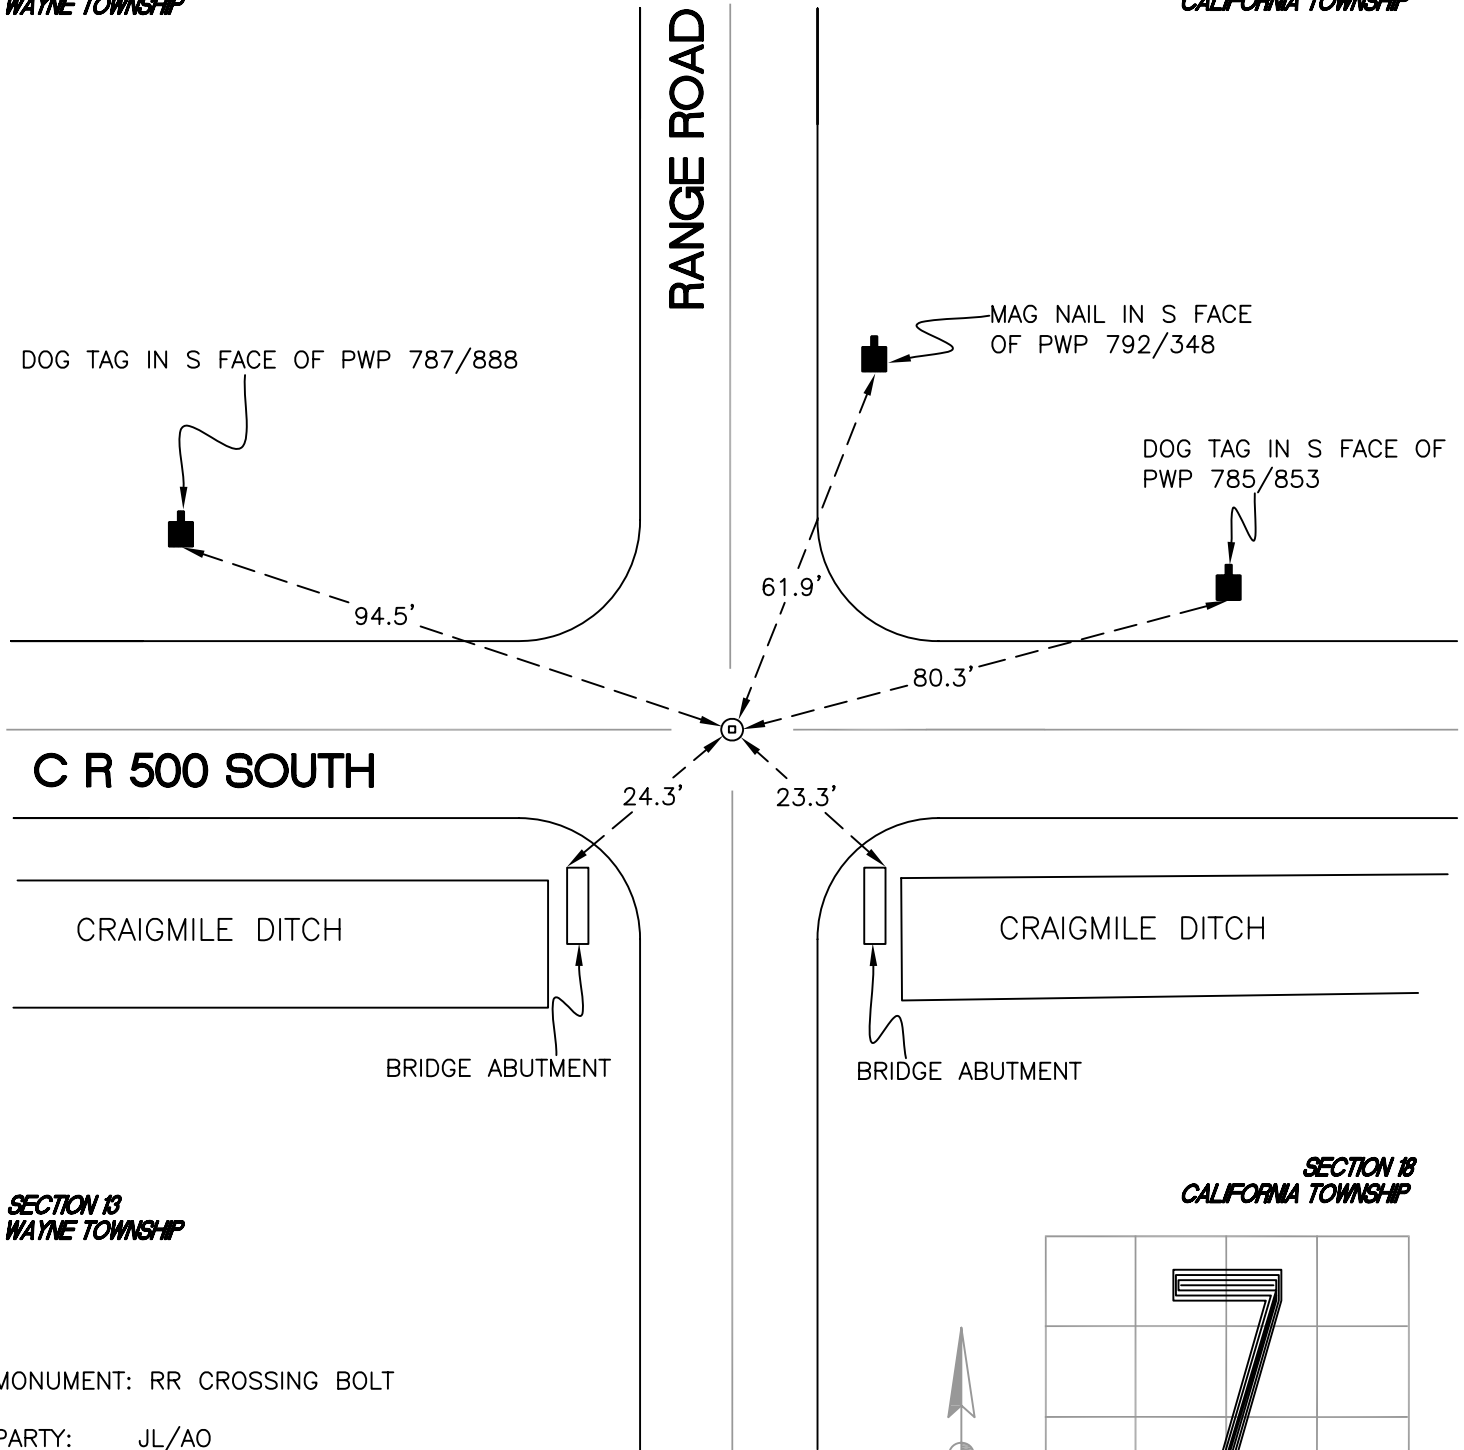 WAYNE TOWNSHIP
CALIFORNIA TOWNSHIP
RANGE ROAD
MAG NAIL IN S FACE
OF PWP 792/348
DOG TAG IN S FACE OF PWP 787/888
DOG TAG IN S FACE OF
PWP 785/853
61.9'
94.5'
80.3'
C R 500 SOUTH
24.3'
23.3'
CRAIGMILE DITCH
CRAIGMILE DITCH
BRIDGE ABUTMENT
BRIDGE ABUTMENT
SECTION 18
CALIFORNIA TOWNSHIP
SECTION 13
WAYNE TOWNSHIP
7
MONUMENT: RR CROSSING BOLT
PARTY: JL/AO